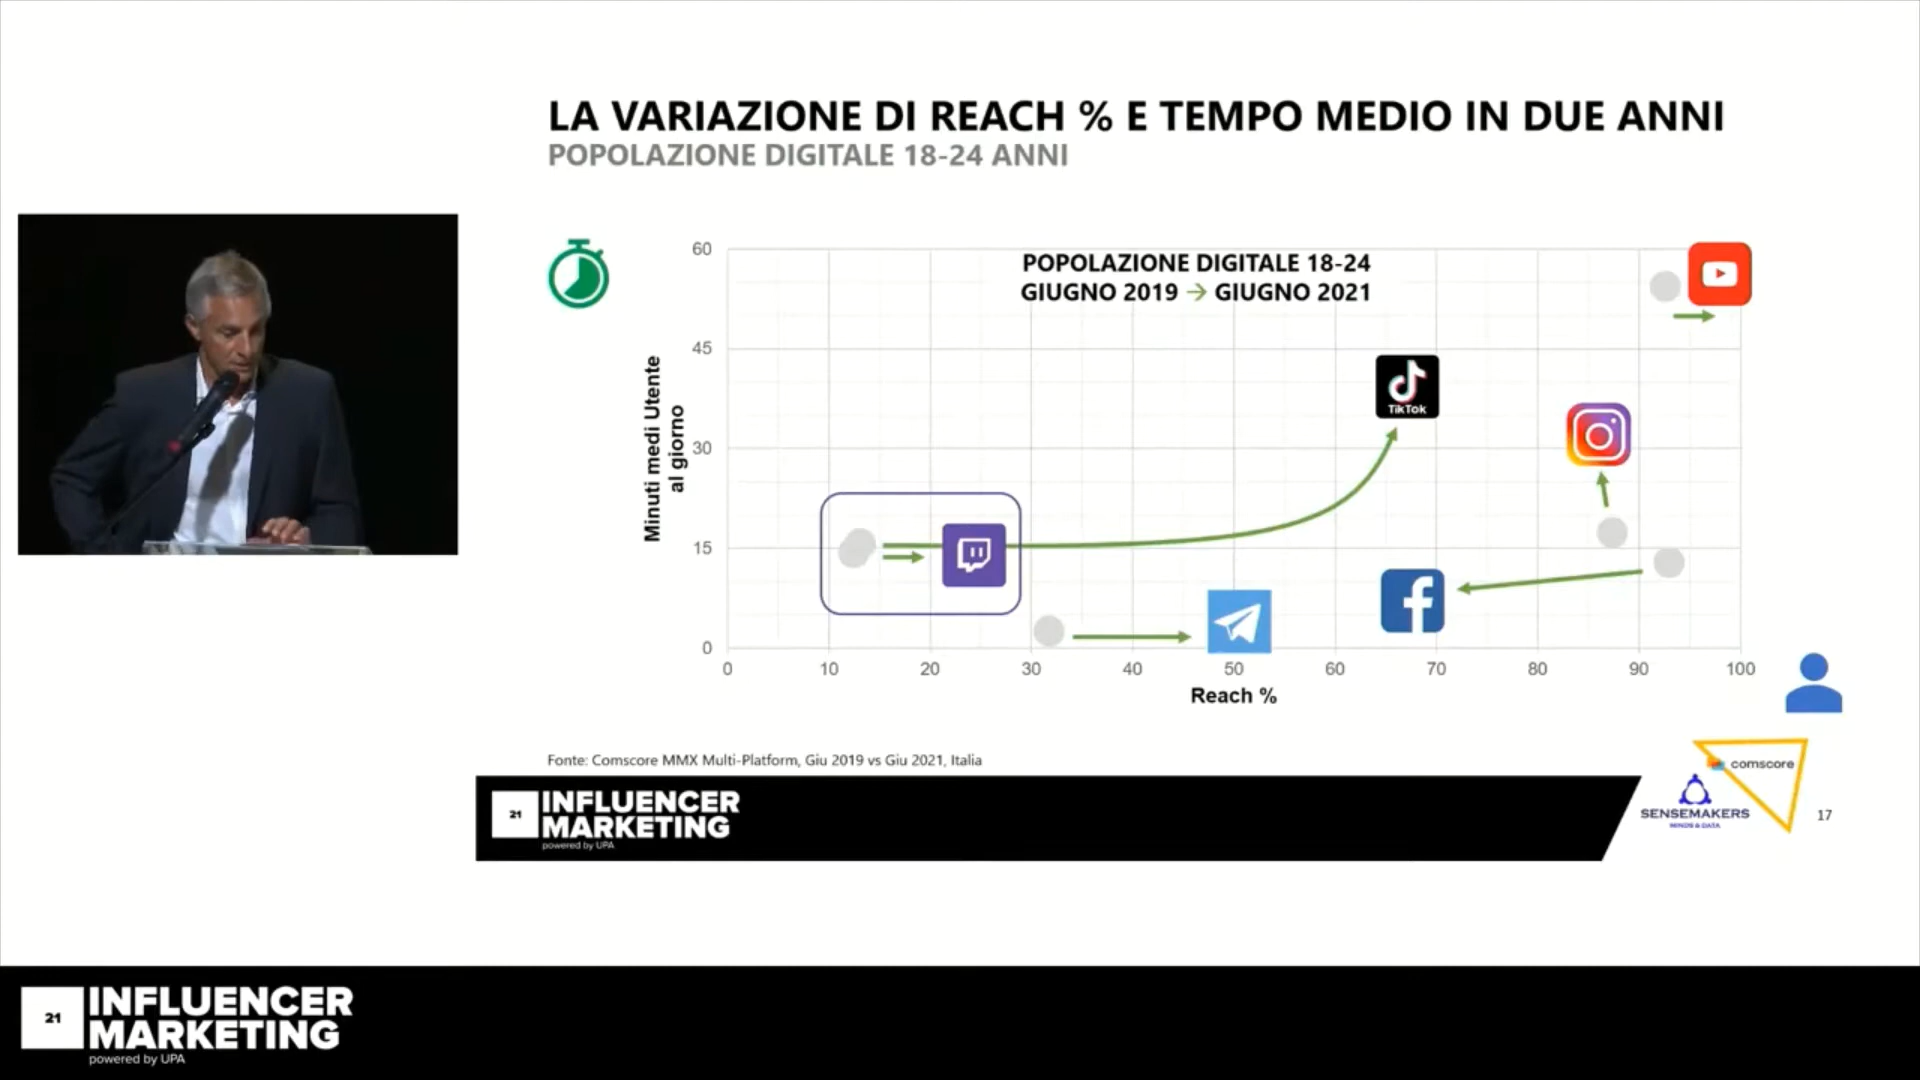 LA VARIAZIONE DI REACH % E TEMPO MEDIO IN DUE ANNI
POPOLAZIONE DIGITALE 18-24 ANNI
POPOLAZIONE DIGITALE 18-24
GIUGNO 2019 → GIUGNO 2021
Minuti medi Utente
al giorno
60
45
30
15
0
TikTok
0 10 20 30 40 50 60 70 80 90 100
Reach %
Fonte: Comscore MMX Multi-Platform, Giu 2019 vs Giu 2021, Italia
21 INFLUENCER
MARKETING
powered by UPA
comscore
SENSEMAKERS
MINDS & DATA
17
21 INFLUENCER
MARKETING
powered by UPA